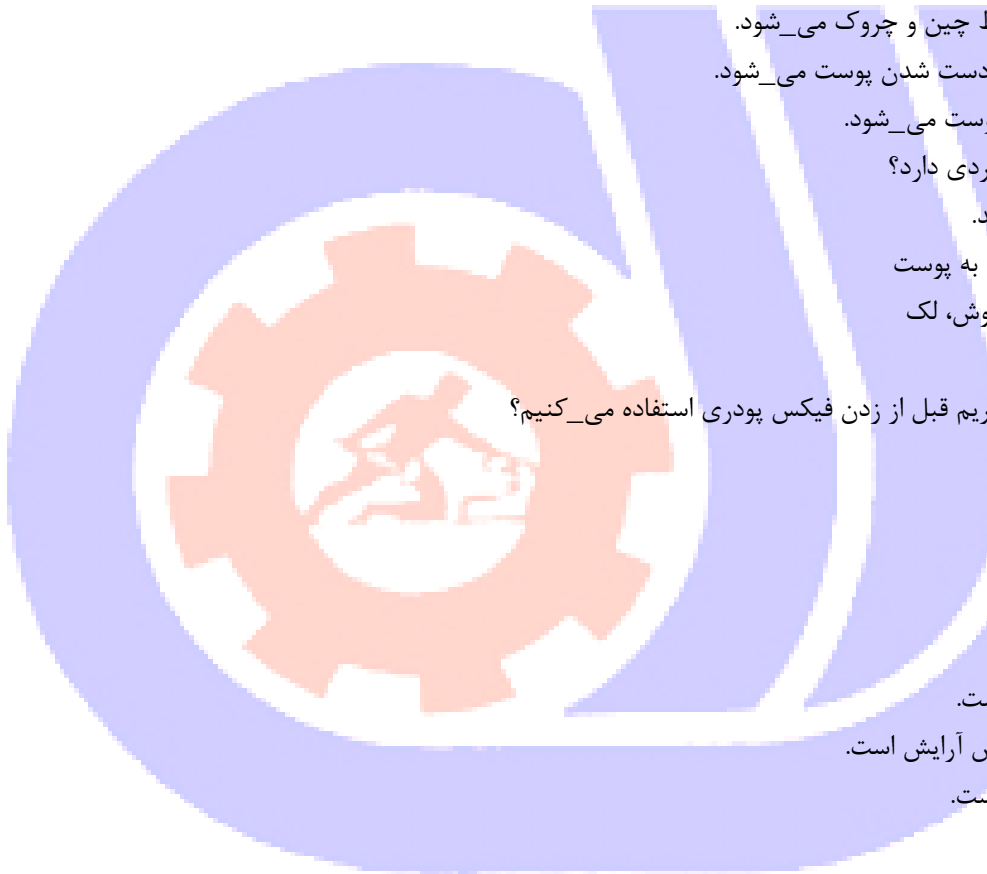 چین و چروک می_شود.
دست شدن پوست می_شود.
وست می_شود.
ردی دارد؟
د.
به پوست
وش، لک
ریم قبل از زدن فیکس پودری استفاده می_کنیم؟
ست.
آرایش است.
ست.